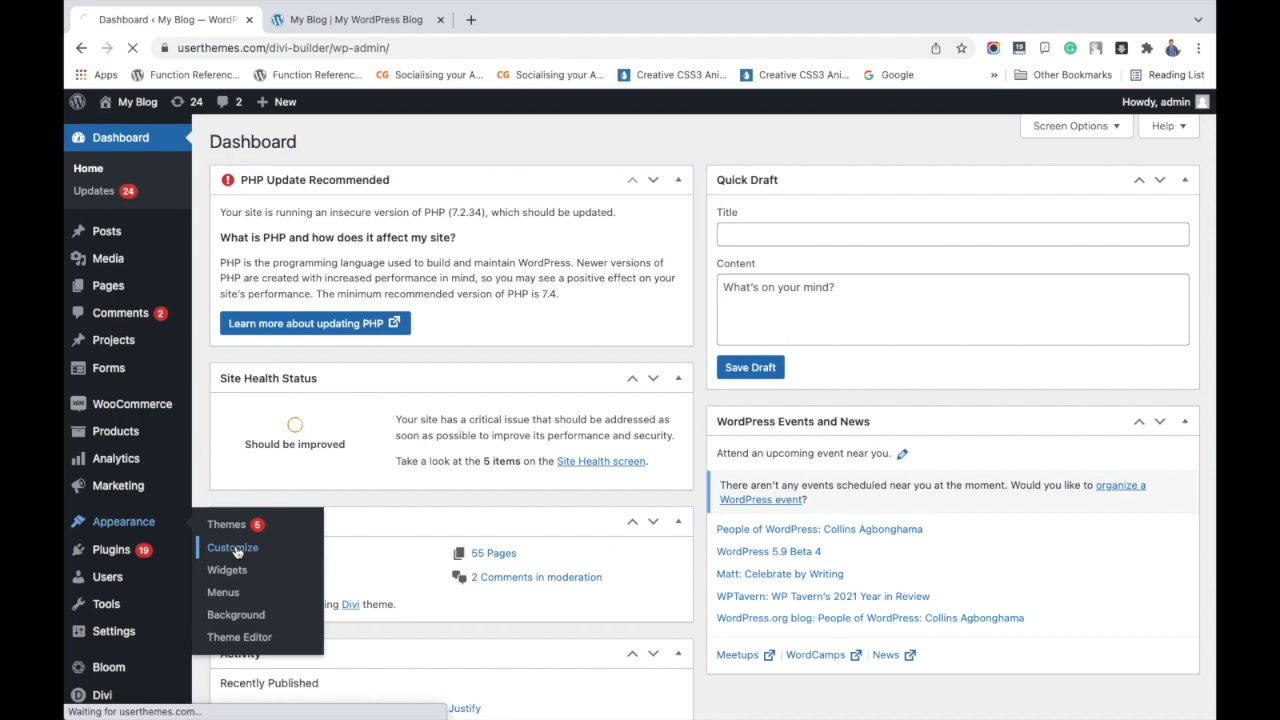 Dashboard ‹ My Blog — WordP
My Blog | My WordPress Blog
userthemes.com/divi-builder/wp-admin/
Apps
Function Referenc...
Function Referenc...
CG Socialising your A...
CG Socialising your A...
Creative CSS3 Ani...
Creative CSS3 Ani...
Google
»
Other Bookmarks
Reading List
My Blog
24
2
+ New
Howdy, admin
Dashboard
Home
Updates 24
Posts
Media
Pages
Comments 2
Projects
Forms
WooCommerce
Products
Analytics
Marketing
Appearance
Plugins 19
Users
Tools
Settings
Bloom
Divi
Themes 5
Customize
Widgets
Menus
Background
Theme Editor
Dashboard
Screen Options
Help
PHP Update Recommended
Your site is running an insecure version of PHP (7.2.34), which should be updated.
What is PHP and how does it affect my site?
PHP is the programming language used to build and maintain WordPress. Newer versions of
PHP are created with increased performance in mind, so you may see a positive effect on your
site's performance. The minimum recommended version of PHP is 7.4.
Learn more about updating PHP
Site Health Status
Should be improved
Your site has a critical issue that should be addressed as
soon as possible to improve its performance and security.
Take a look at the 5 items on the Site Health screen.
55 Pages
2 Comments in moderation
ing Divi theme.
Activity
Recently Published
Justify
Quick Draft
Title
Content
What's on your mind?
Save Draft
WordPress Events and News
Attend an upcoming event near you.
There aren't any events scheduled near you at the moment. Would you like to organize a
WordPress event?
People of WordPress: Collins Agbonghama
WordPress 5.9 Beta 4
Matt: Celebrate by Writing
WPTavern: WP Tavern's 2021 Year in Review
WordPress.org blog: People of WordPress: Collins Agbonghama
Meetups | WordCamps | News
Waiting for userthemes.com...